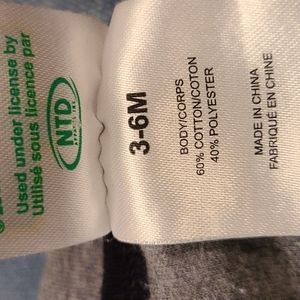 Used under license by
Utilisé sous licence par
NTD
3-6M
BODY/CORPS
60% COTTON/COTON
40% POLYESTER
MADE IN CHINA
FABRIQUÉ EN CHINE